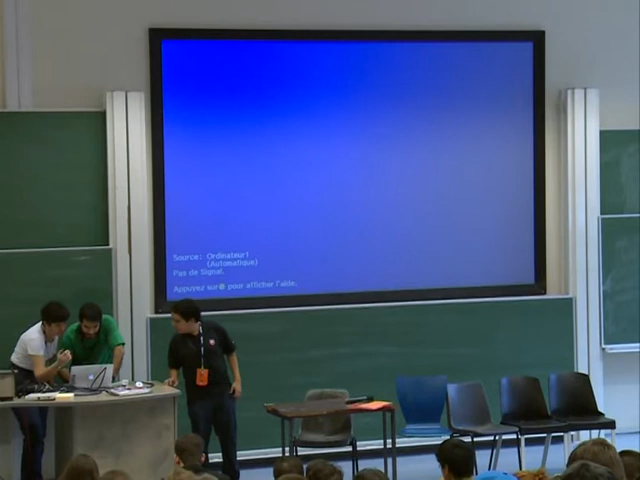 Source: Ordinateur1
(Automatique)
Pas de Signal.
Appuyez sur pour afficher l'aide.